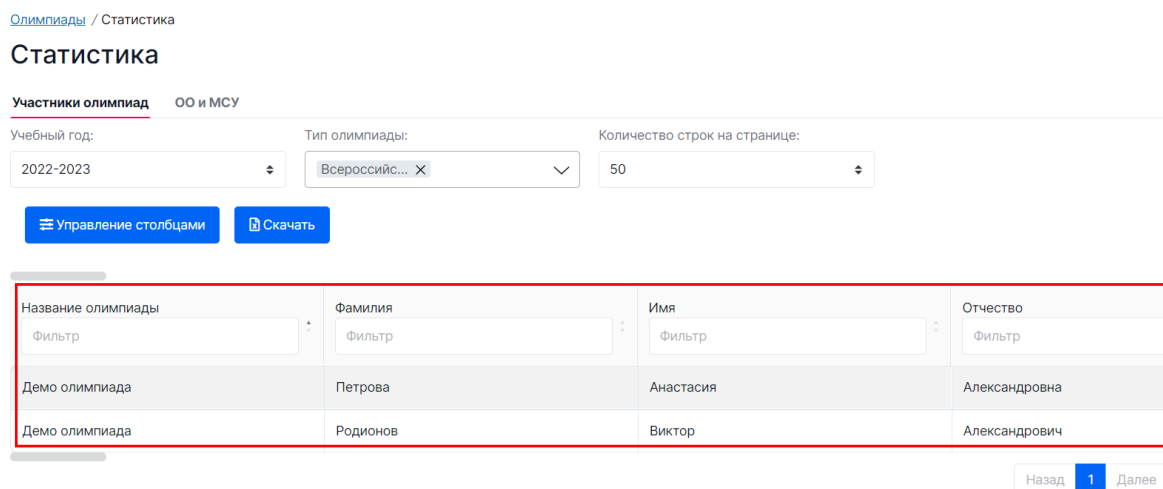 Олимпиады / Статистика
Статистика
Участники олимпиад ОО и МСУ
Учебный год: Тип олимпиады: Количество строк на странице:
2022-2023 Всероссийс... 50
Управление столбцами Скачать
Название олимпиады Фамилия Имя Отчество
Фильтр Фильтр Фильтр Фильтр
Демо олимпиада Петрова Анастасия Александровна
Демо олимпиада Родионов Виктор Александрович
Назад 1 Далее